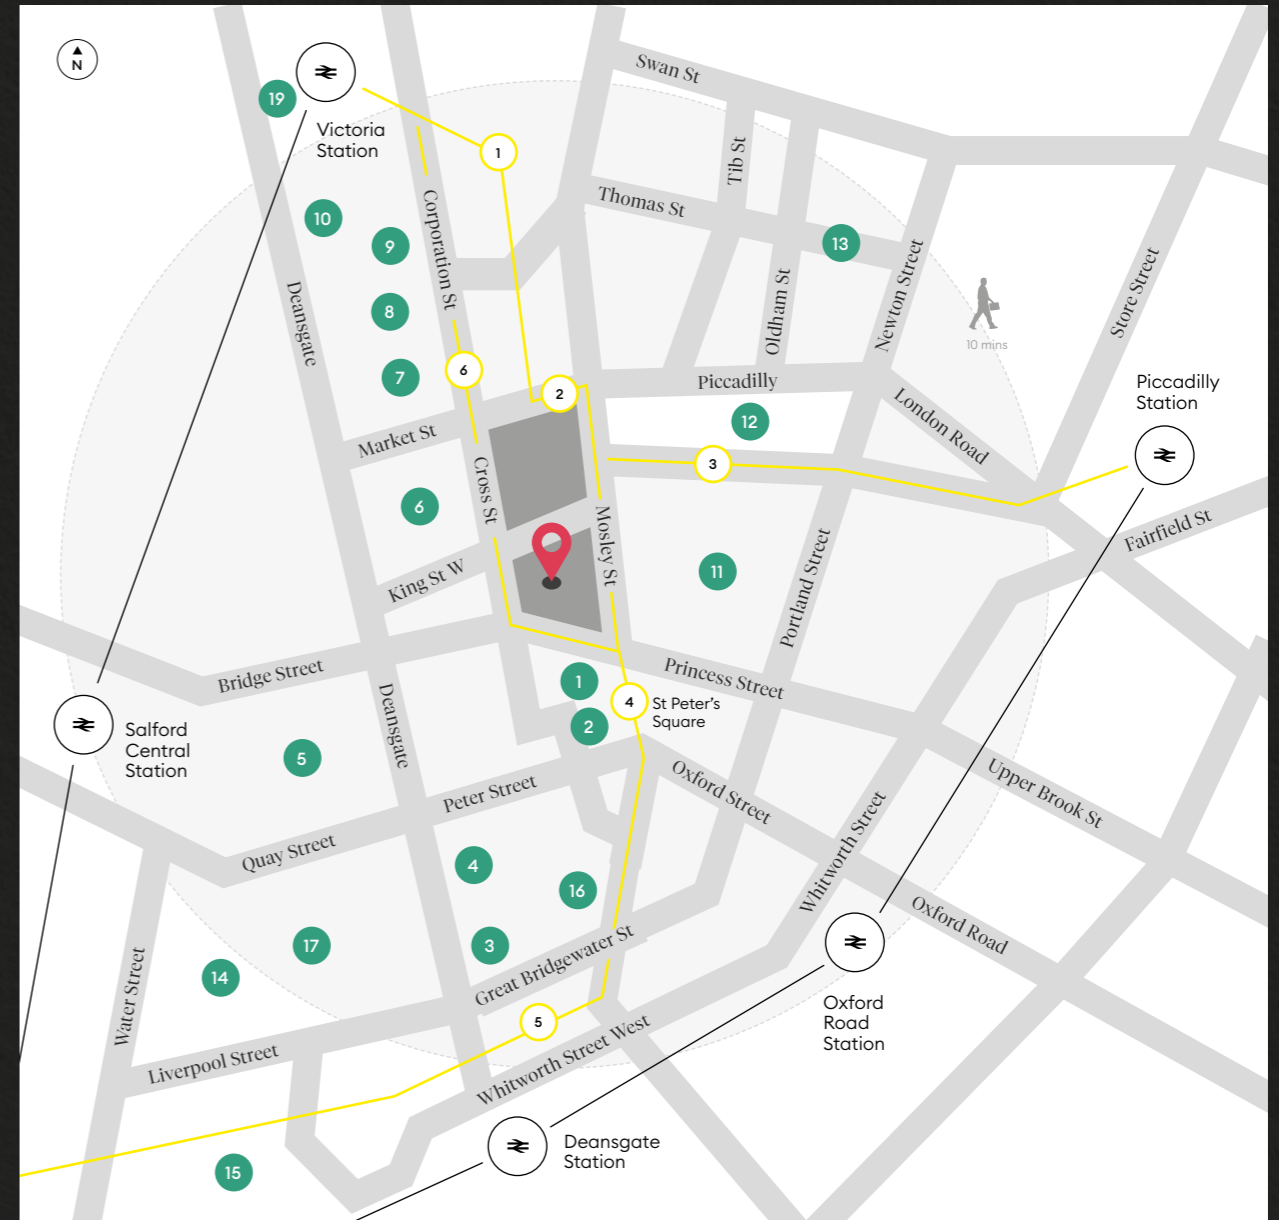 N
19
Victoria
Station
1
Swan St
Tib St
Thomas St
13
10
9
Corporation St
8
Deansgate
7
6
2
Oldham St
Newton Street
10 mins
Store Street
Piccadilly
Piccadilly
Station
London Road
12
Market St
3
Cross St
6
Mosley St
Fairfield St
King St W
11
Portland Street
Bridge Street
Princess Street
1
4
St Peter's
Square
2
Salford
Central
Station
Deansgate
5
Peter Street
Oxford Street
Upper Brook St
Quay Street
Whitworth Street
4
16
Oxford Road
17
3
14
Great Bridgewater St
Water Street
5
Oxford
Road
Station
Liverpool Street
Whitworth Street West
Deansgate
Station
15